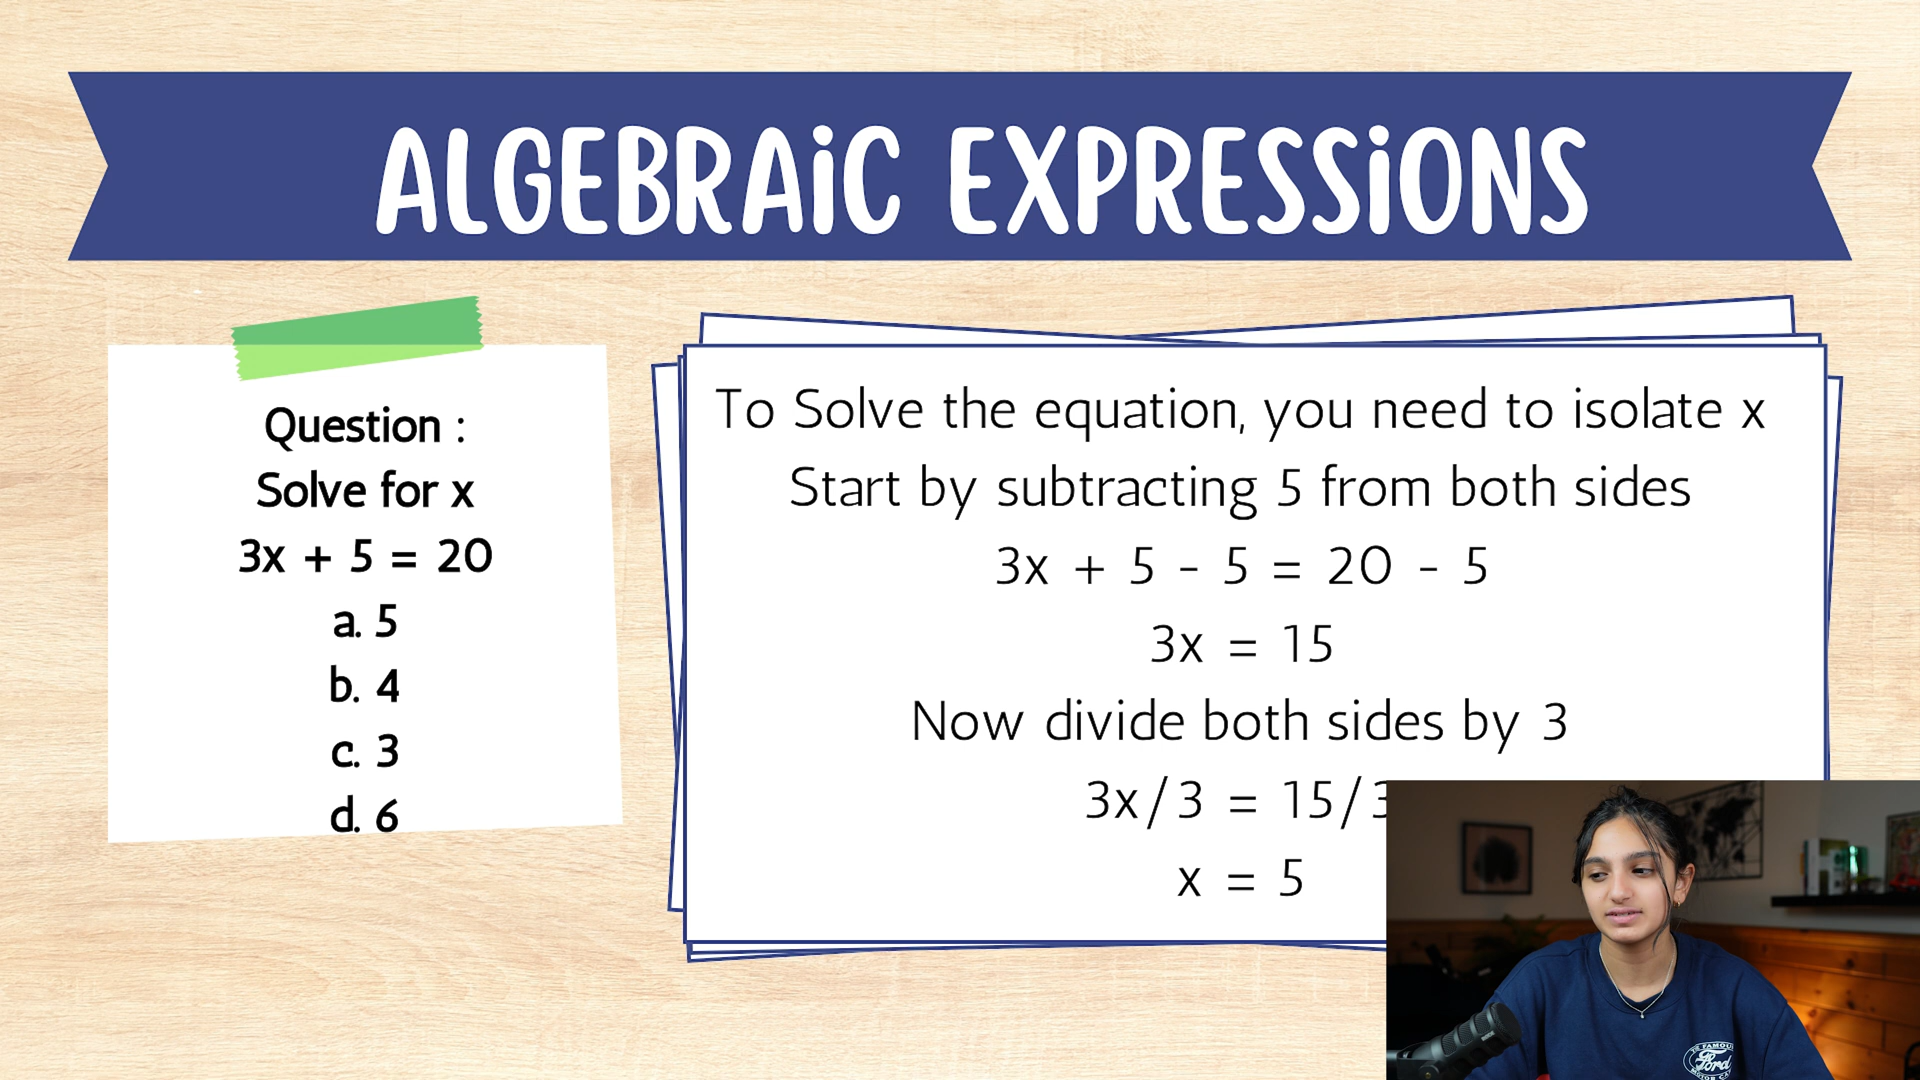 ALGEBRAiC EXPRESSiONS
Question :
Solve for x
3x + 5 = 20
a. 5
b. 4
c. 3
d. 6
To Solve the equation, you need to isolate x
Start by subtracting 5 from both sides
3x + 5 - 5 = 20 - 5
3x = 15
Now divide both sides by 3
3x/3 = 15/3
x = 5
Ford